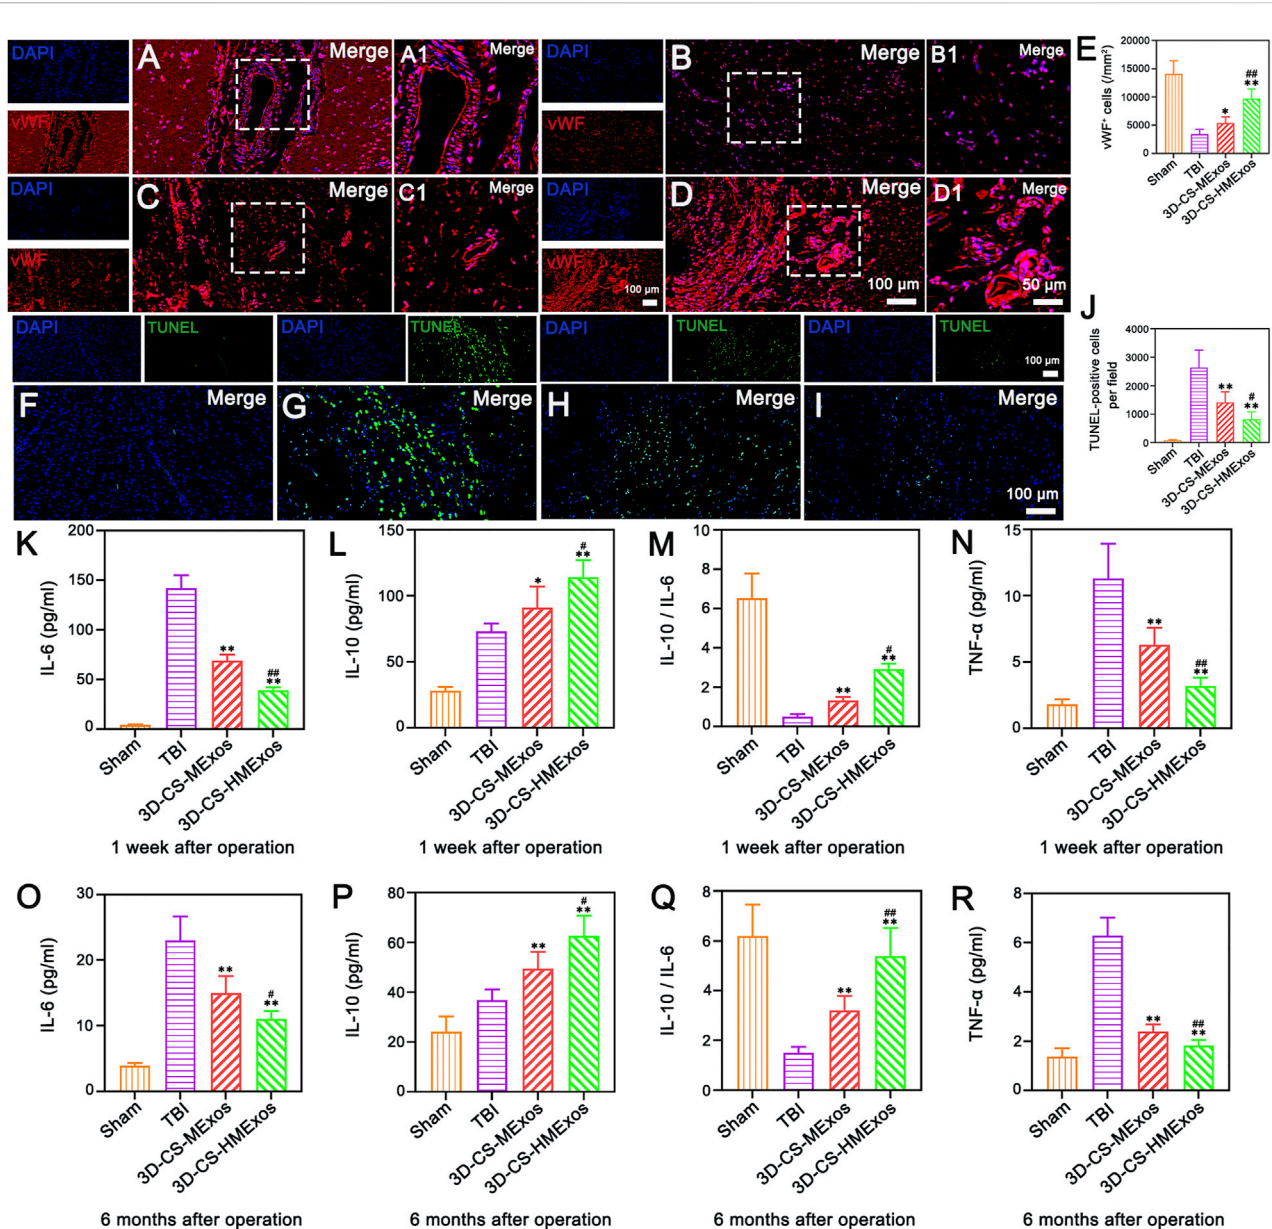 DAPI
A
Merge
A1
Merge
DAPI
B
Merge
B1
Merge
vWF
vWF
E
vWF⁺ cells (/mm²)
20000
15000
10000
5000
0
*
##
**
Sham
TBI
3D-CS-MExos
3D-CS-HMExos
DAPI
C
Merge
C1
Merge
DAPI
D
Merge
D1
Merge
vWF
vWF
100 μm
100 μm
50 μm
DAPI
TUNEL
DAPI
TUNEL
DAPI
TUNEL
DAPI
TUNEL
100 μm
F
Merge
G
Merge
H
Merge
I
Merge
100 μm
J
TUNEL-positive cells
per field
4000
3000
2000
1000
0
**
#
**
Sham
TBI
3D-CS-MExos
3D-CS-HMExos
K
IL-6 (pg/ml)
200
150
100
50
0
**
##
**
Sham
TBI
3D-CS-MExos
3D-CS-HMExos
1 week after operation
L
IL-10 (pg/ml)
150
100
50
0
*
#
**
Sham
TBI
3D-CS-MExos
3D-CS-HMExos
1 week after operation
M
IL-10 / IL-6
10
8
6
4
2
0
**
#
**
Sham
TBI
3D-CS-MExos
3D-CS-HMExos
1 week after operation
N
TNF-α (pg/ml)
15
10
5
0
**
##
**
Sham
TBI
3D-CS-MExos
3D-CS-HMExos
1 week after operation
O
IL-6 (pg/ml)
30
20
10
0
**
#
**
Sham
TBI
3D-CS-MExos
3D-CS-HMExos
6 months after operation
P
IL-10 (pg/ml)
80
60
40
20
0
**
#
**
Sham
TBI
3D-CS-MExos
3D-CS-HMExos
6 months after operation
Q
IL-10 / IL-6
8
6
4
2
0
**
##
**
Sham
TBI
3D-CS-MExos
3D-CS-HMExos
6 months after operation
R
TNF-α (pg/ml)
8
6
4
2
0
**
##
**
Sham
TBI
3D-CS-MExos
3D-CS-HMExos
6 months after operation